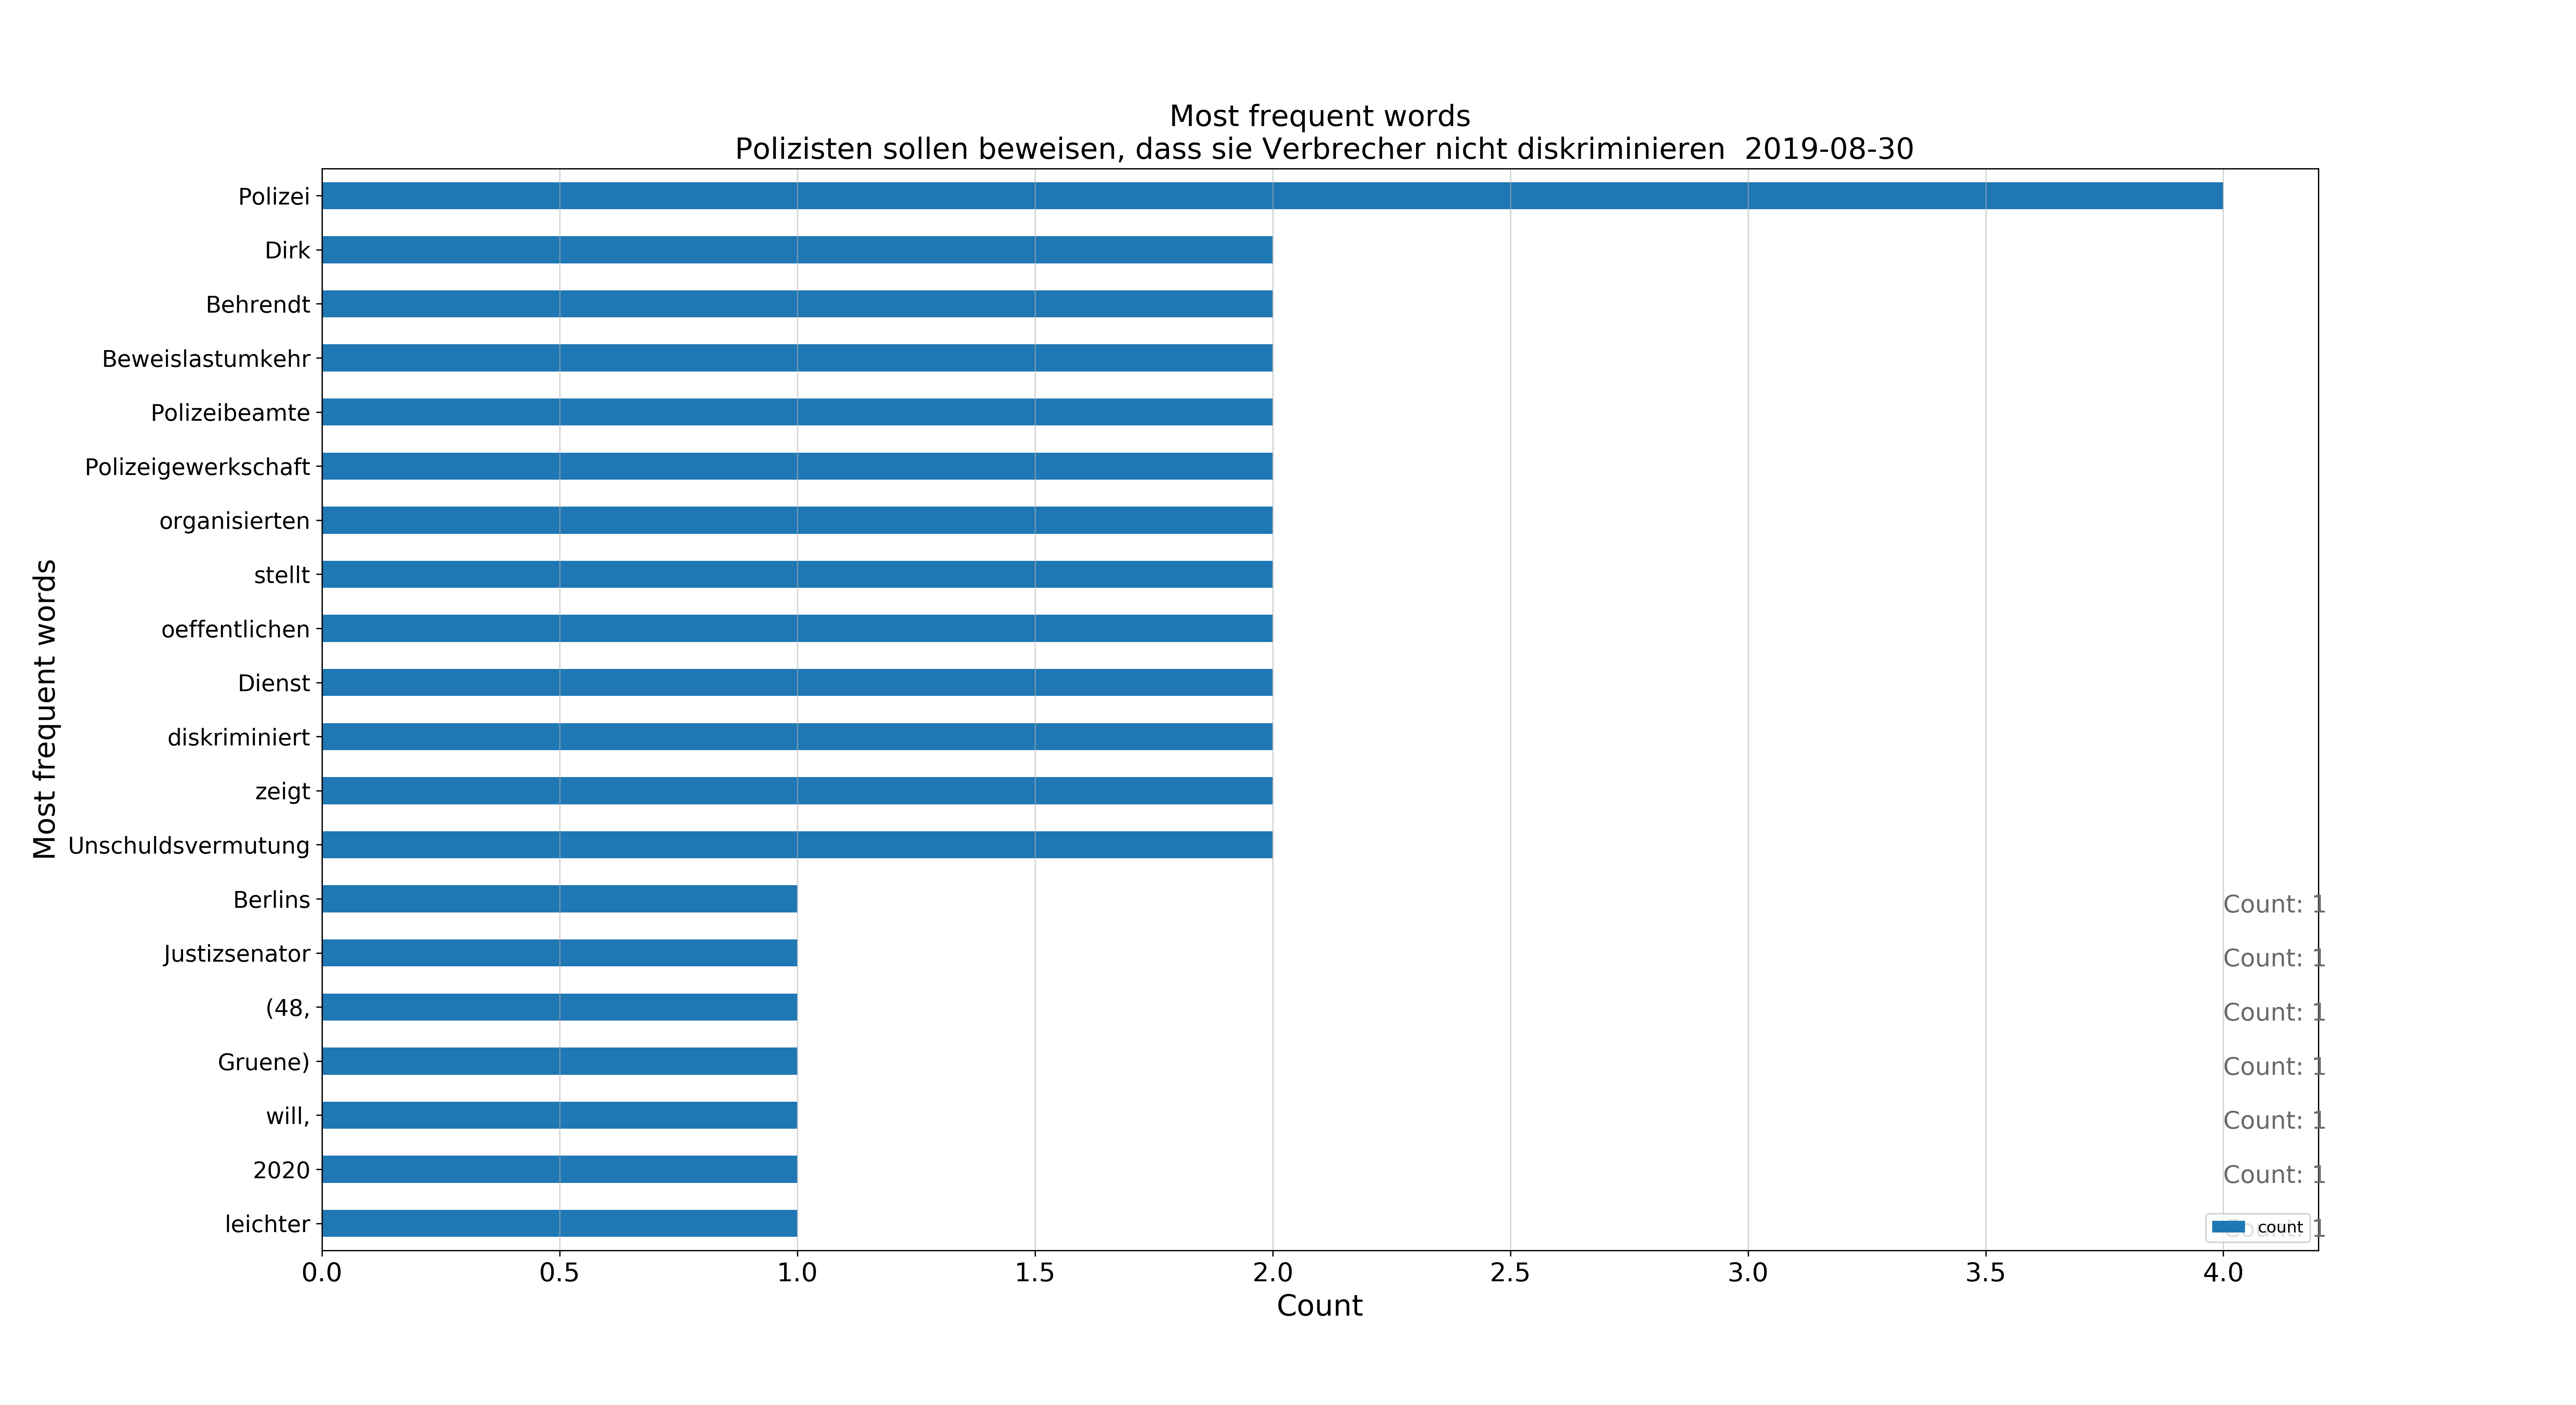 Most frequent words
Polizisten sollen beweisen, dass sie Verbrecher nicht diskriminieren  2019-08-30
Most frequent words
Polizei
Dirk
Behrendt
Beweislastumkehr
Polizeibeamte
Polizeigewerkschaft
organisierten
stellt
oeffentlichen
Dienst
diskriminiert
zeigt
Unschuldsvermutung
Berlins Count: 1
Justizsenator Count: 1
(48, Count: 1
Gruene) Count: 1
will, Count: 1
2020 Count: 1
leichter Count: 1
count
0.0 0.5 1.0 1.5 2.0 2.5 3.0 3.5 4.0
Count